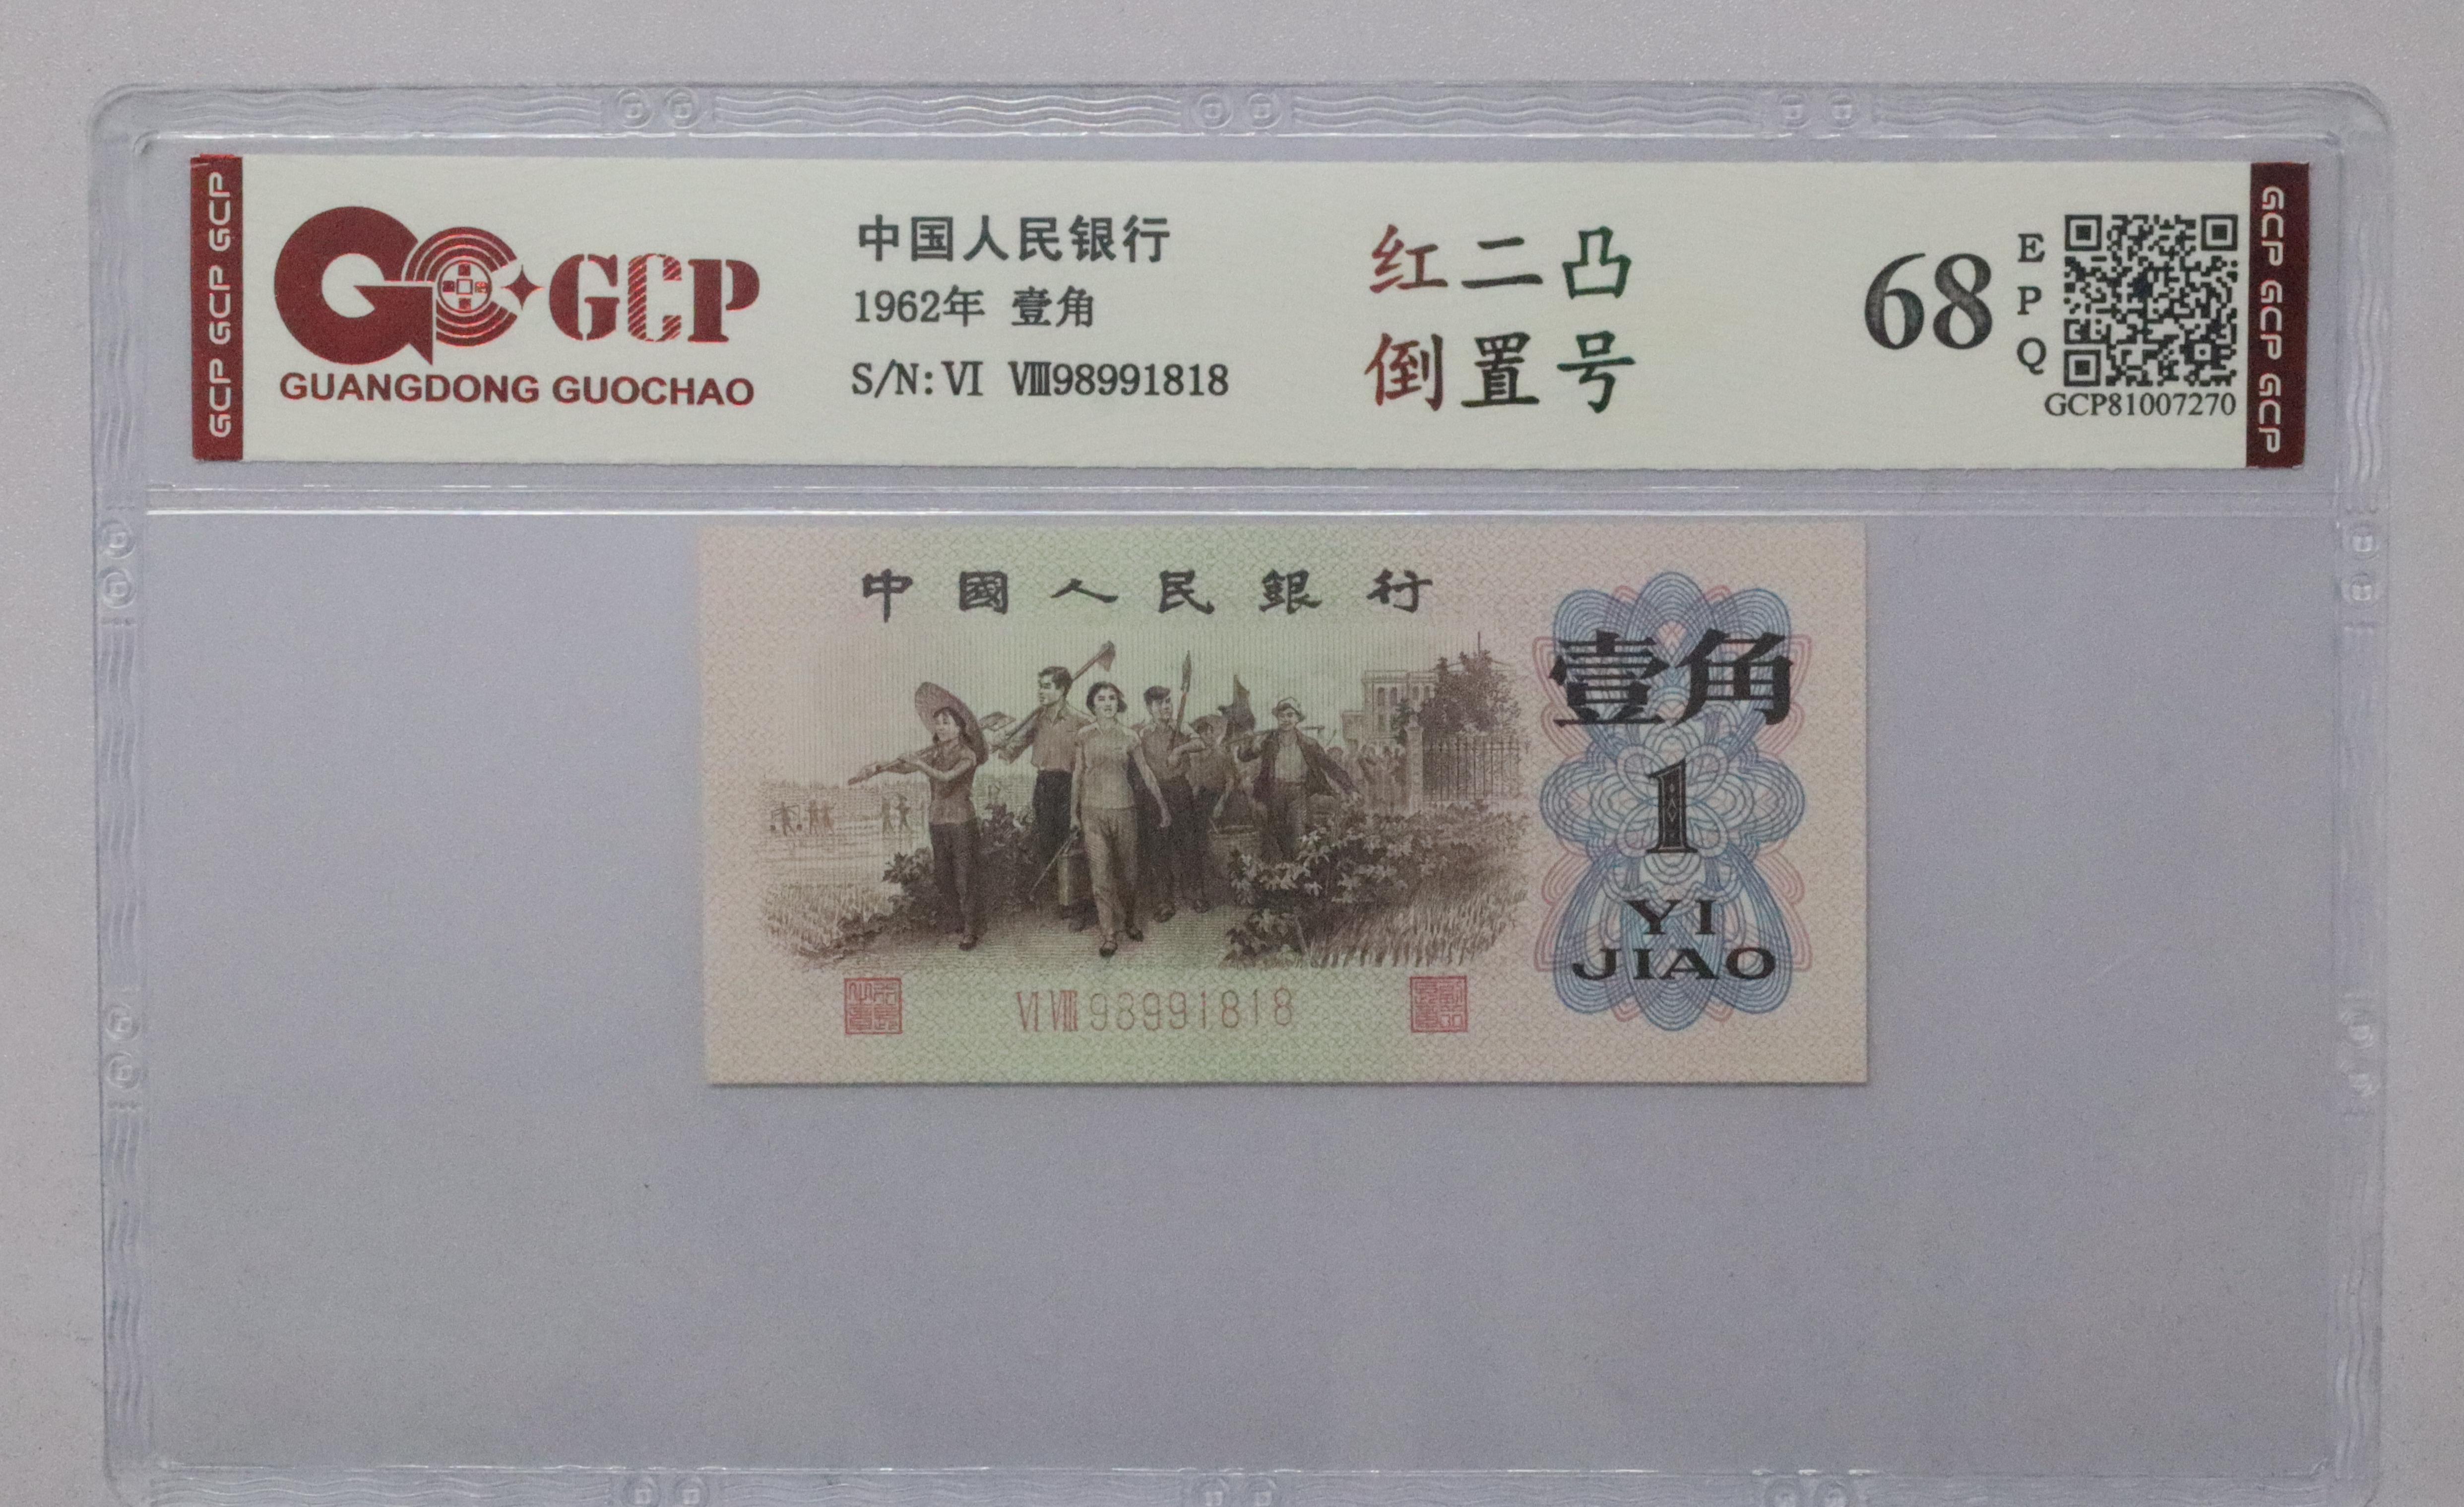 GCP GCP GCP
GCP
GUANGDONG GUOCHAO
中国人民银行
1962年 壹角
S/N: VI VIII98991818
红二凸
倒置号
68
E
P
Q
GCP81007270
GCP GCP GCP
中國人民銀行
壹角
1
YI
JIAO
VI VIII 98991818